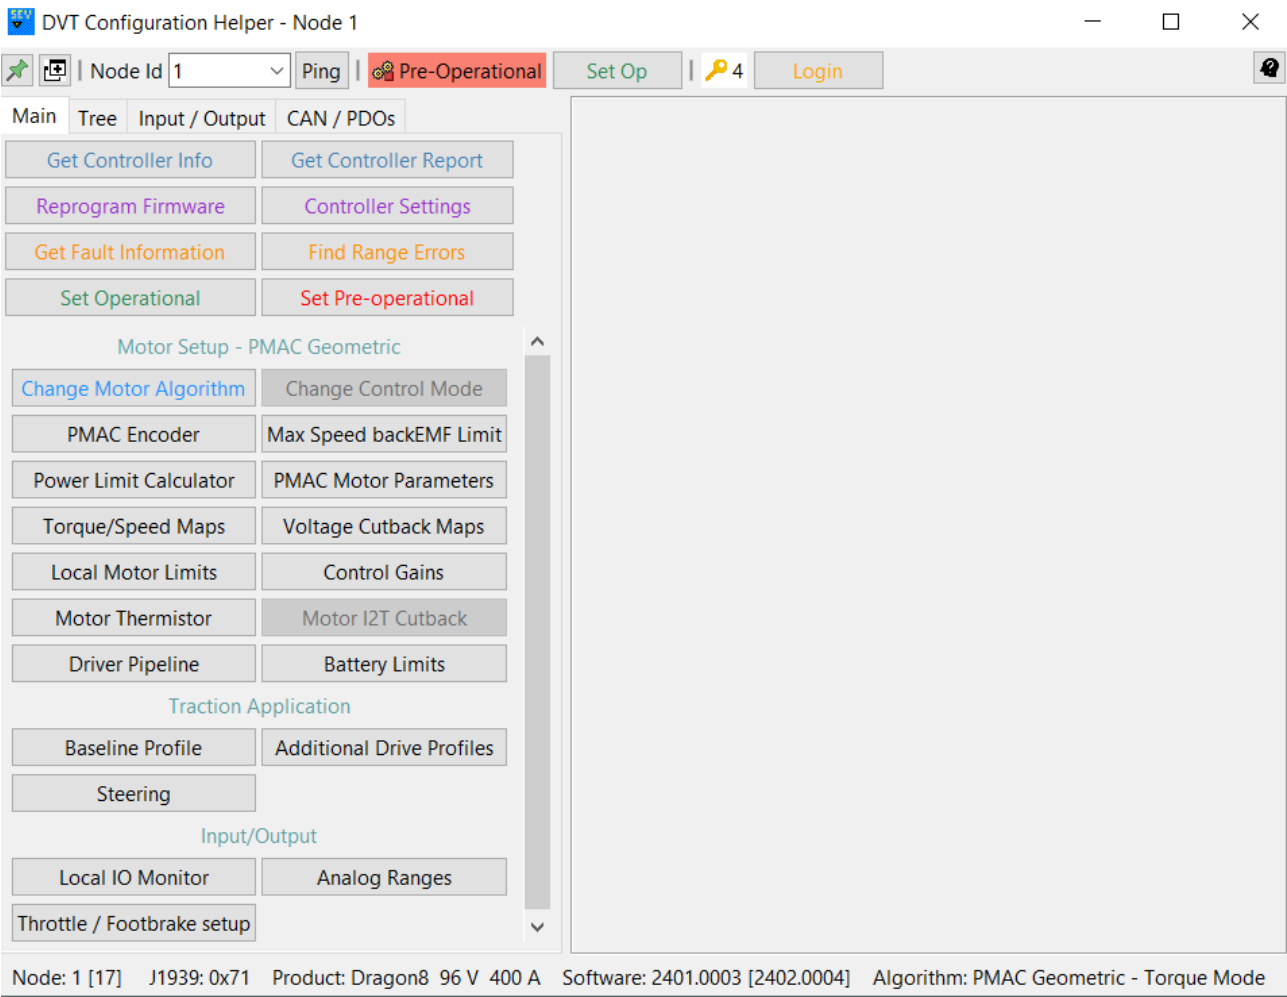 SEV
DVT Configuration Helper - Node 1
Node Id 1 Ping Pre-Operational Set Op 4 Login
Main Tree Input / Output CAN / PDOs
Get Controller Info Get Controller Report
Reprogram Firmware Controller Settings
Get Fault Information Find Range Errors
Set Operational Set Pre-operational
Motor Setup - PMAC Geometric
Change Motor Algorithm Change Control Mode
PMAC Encoder Max Speed backEMF Limit
Power Limit Calculator PMAC Motor Parameters
Torque/Speed Maps Voltage Cutback Maps
Local Motor Limits Control Gains
Motor Thermistor Motor I2T Cutback
Driver Pipeline Battery Limits
Traction Application
Baseline Profile Additional Drive Profiles
Steering
Input/Output
Local IO Monitor Analog Ranges
Throttle / Footbrake setup
Node: 1 [17] J1939: 0x71 Product: Dragon8 96 V 400 A Software: 2401.0003 [2402.0004] Algorithm: PMAC Geometric - Torque Mode